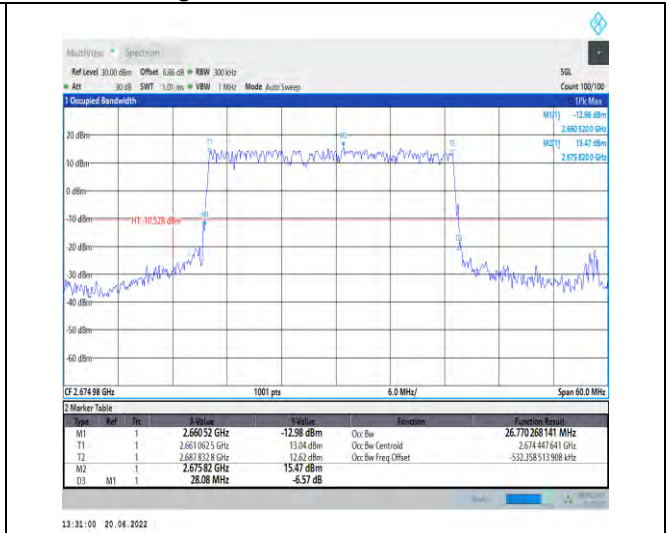 MultiView Spectrum
Ref Level 30.00 dBm Offset 6.86 dB RBW 300 kHz SGL
Att 30 dB SWT 1.01 ms VBW 1 MHz Mode Auto Sweep Count 100/100
1 Occupied Bandwidth 1Pk Max
M1[1] -12.98 dBm
2.660 520 0 GHz
20 dBm M2[1] 15.47 dBm
2.675 820 0 GHz
T1 M2 T2
10 dBm
0 dBm
-10 dBm H1 -10.528 dBm M1
-20 dBm D3
-30 dBm
-40 dBm
-50 dBm
-60 dBm
CF 2.674 98 GHz 1001 pts 6.0 MHz/ Span 60.0 MHz
2 Marker Table
Type Ref Trc X-Value Y-Value Function Function Result
M1 1 2.660 52 GHz -12.98 dBm Occ Bw 26.770 268 141 MHz
T1 1 2.661 062 5 GHz 13.04 dBm Occ Bw Centroid 2.674 447 641 GHz
T2 1 2.687 832 8 GHz 12.62 dBm Occ Bw Freq Offset -532.358 513 908 kHz
M2 1 2.675 82 GHz 15.47 dBm
D3 M1 1 28.08 MHz -6.57 dB
13:31:00 20.06.2022